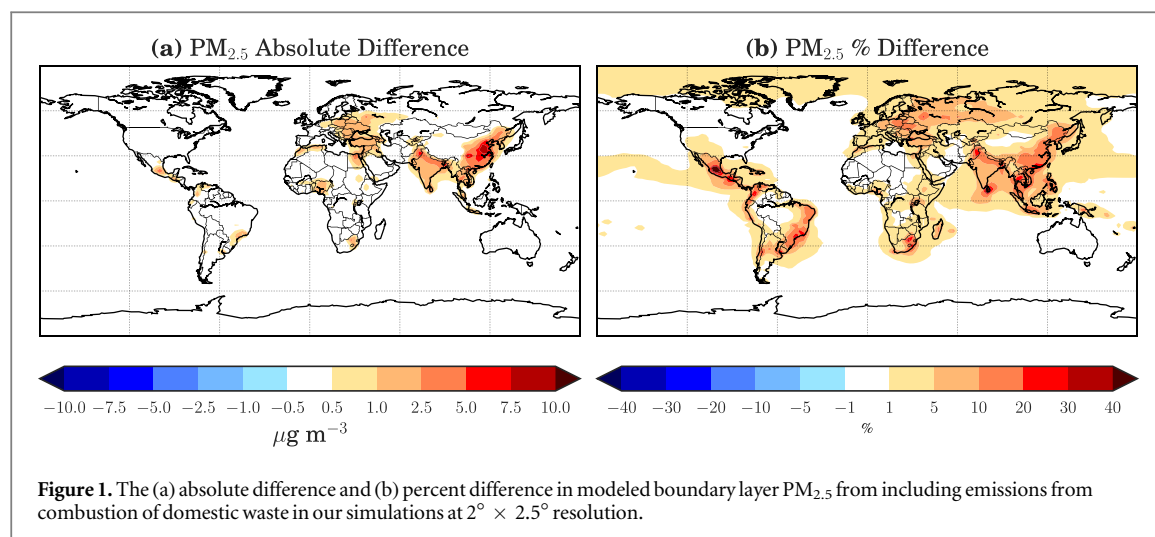 (a) PM2.5 Absolute Difference
(b) PM2.5 % Difference
−10.0 −7.5 −5.0 −2.5 −1.0 −0.5 0.5 1.0 2.5 5.0 7.5 10.0
μg m−3
−40 −30 −20 −10 −5 −1 1 5 10 20 30 40
%
Figure 1. The (a) absolute difference and (b) percent difference in modeled boundary layer PM2.5 from including emissions from
combustion of domestic waste in our simulations at 2° × 2.5° resolution.